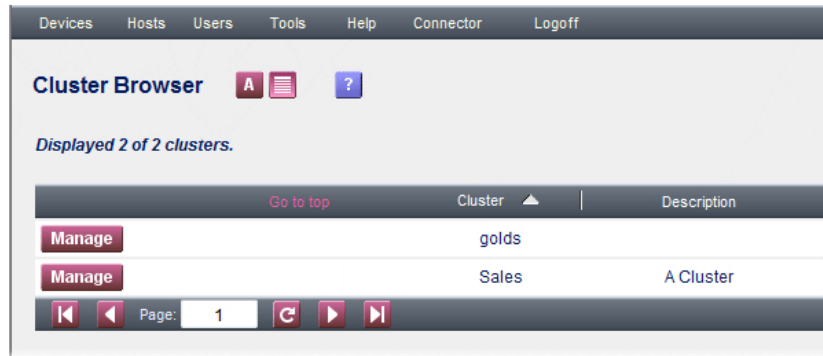 Devices Hosts Users Tools Help Connector Logoff
Cluster Browser A ?
Displayed 2 of 2 clusters.
Go to top Cluster Description
Manage golds
Manage Sales A Cluster
Page: 1